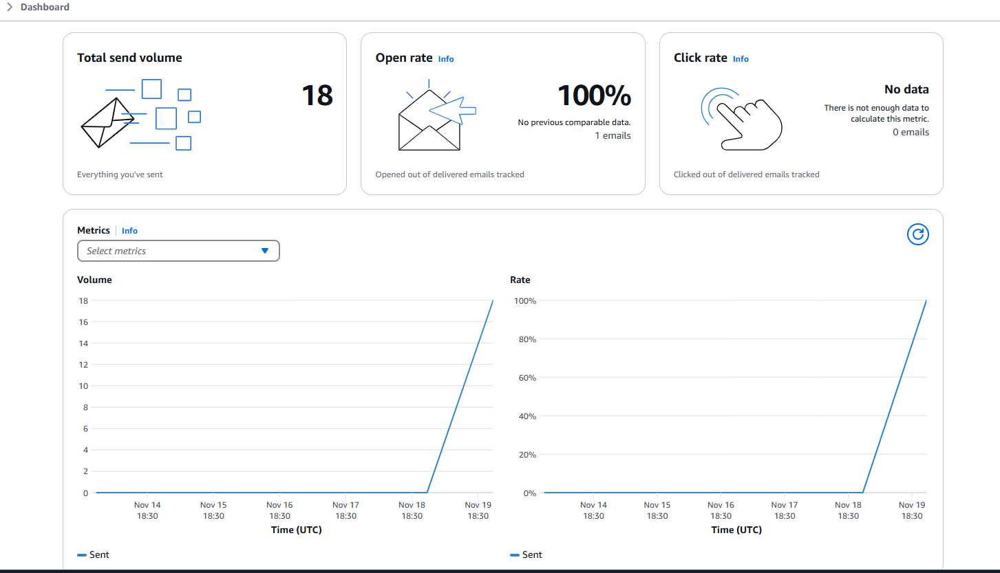 Dashboard
Total send volume
18
Everything you've sent
Open rate Info
100%
No previous comparable data.
1 emails
Opened out of delivered emails tracked
Click rate Info
No data
There is not enough data to
calculate this metric.
0 emails
Clicked out of delivered emails tracked
Metrics Info
Select metrics
Volume
18
16
14
12
10
8
6
4
2
0
Nov 14 Nov 15 Nov 16 Nov 17 Nov 18 Nov 19
18:30 18:30 18:30 18:30 18:30 18:30
Time (UTC)
Sent
Rate
100%
80%
60%
40%
20%
0%
Nov 14 Nov 15 Nov 16 Nov 17 Nov 18 Nov 19
18:30 18:30 18:30 18:30 18:30 18:30
Time (UTC)
Sent